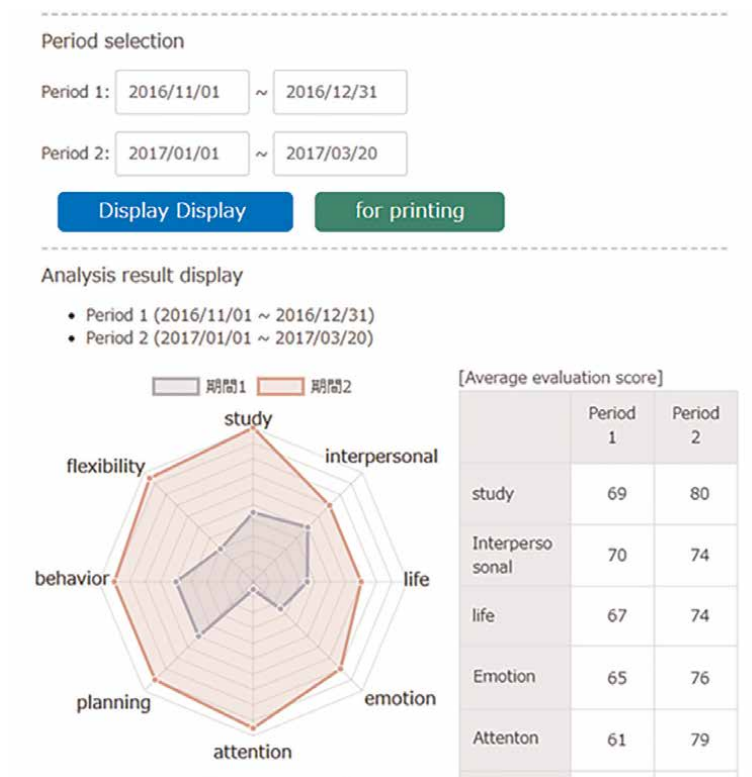 Period selection
Period 1: 2016/11/01 ~ 2016/12/31
Period 2: 2017/01/01 ~ 2017/03/20
Display Display for printing
Analysis result display
• Period 1 (2016/11/01 ~ 2016/12/31)
• Period 2 (2017/01/01 ~ 2017/03/20)
期間1 期間2
study
interpersonal
flexibility
behavior
life
planning
emotion
attention
[Average evaluation score]
Period
1
Period
2
study 69 80
Interperso
sonal 70 74
life 67 74
Emotion 65 76
Attenton 61 79